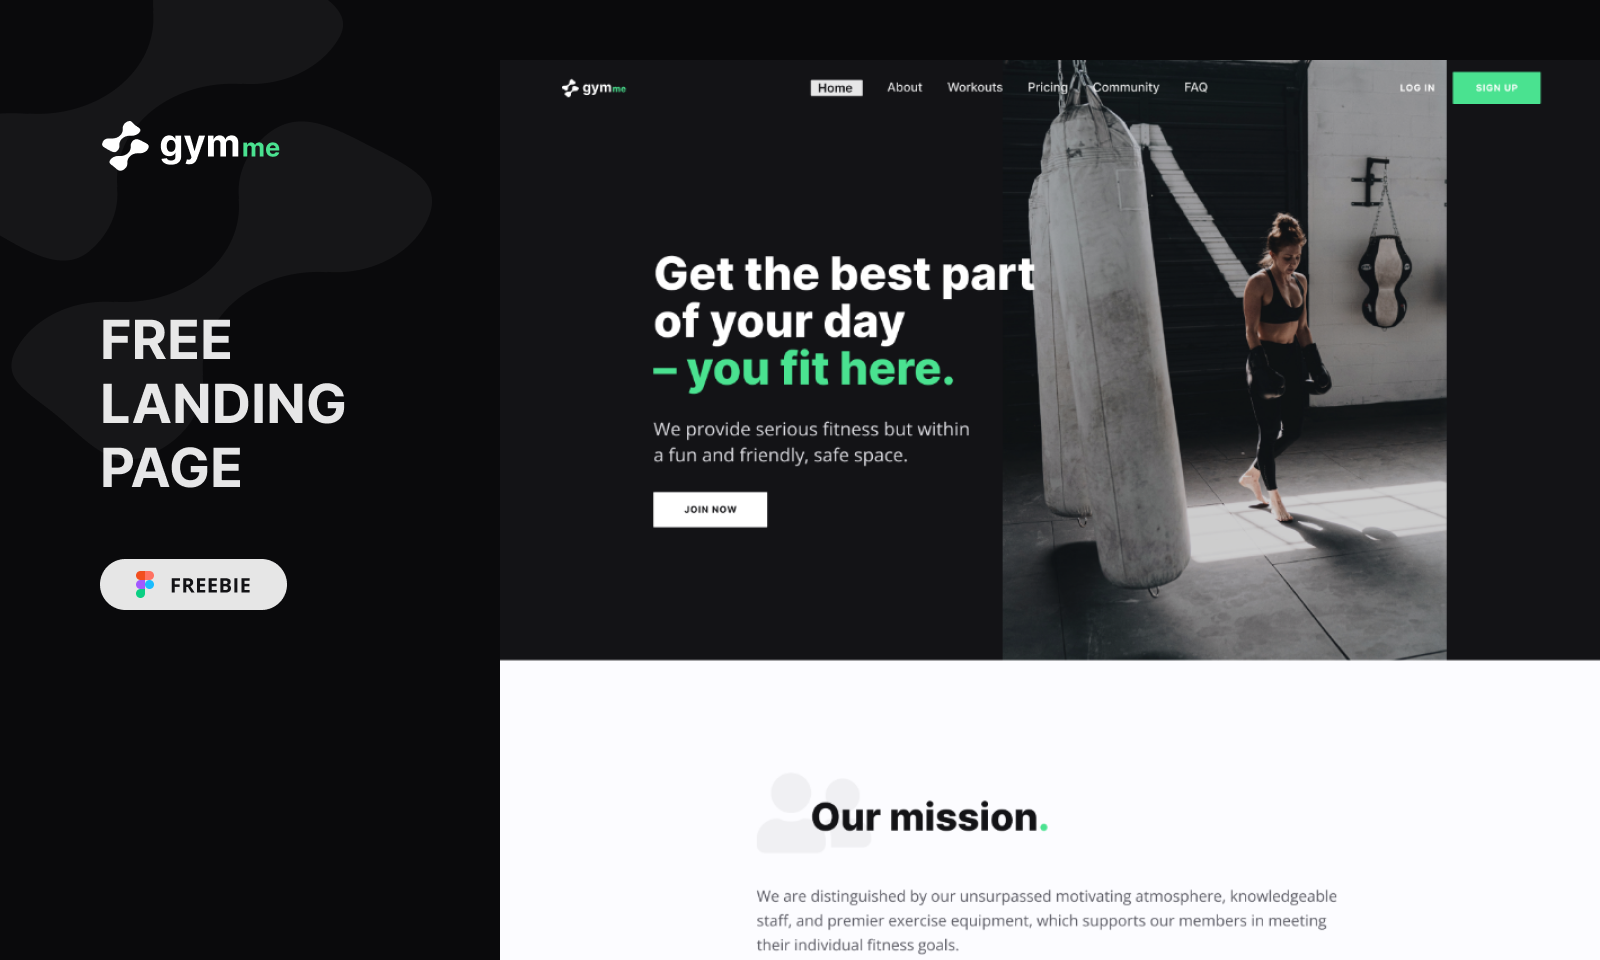 gymme
FREE
LANDING
PAGE
FREEBIE
gymme
Home About Workouts Pricing Community FAQ
LOG IN SIGN UP
Get the best part
of your day
– you fit here.
We provide serious fitness but within
a fun and friendly, safe space.
JOIN NOW
Our mission.
We are distinguished by our unsurpassed motivating atmosphere, knowledgeable
staff, and premier exercise equipment, which supports our members in meeting
their individual fitness goals.